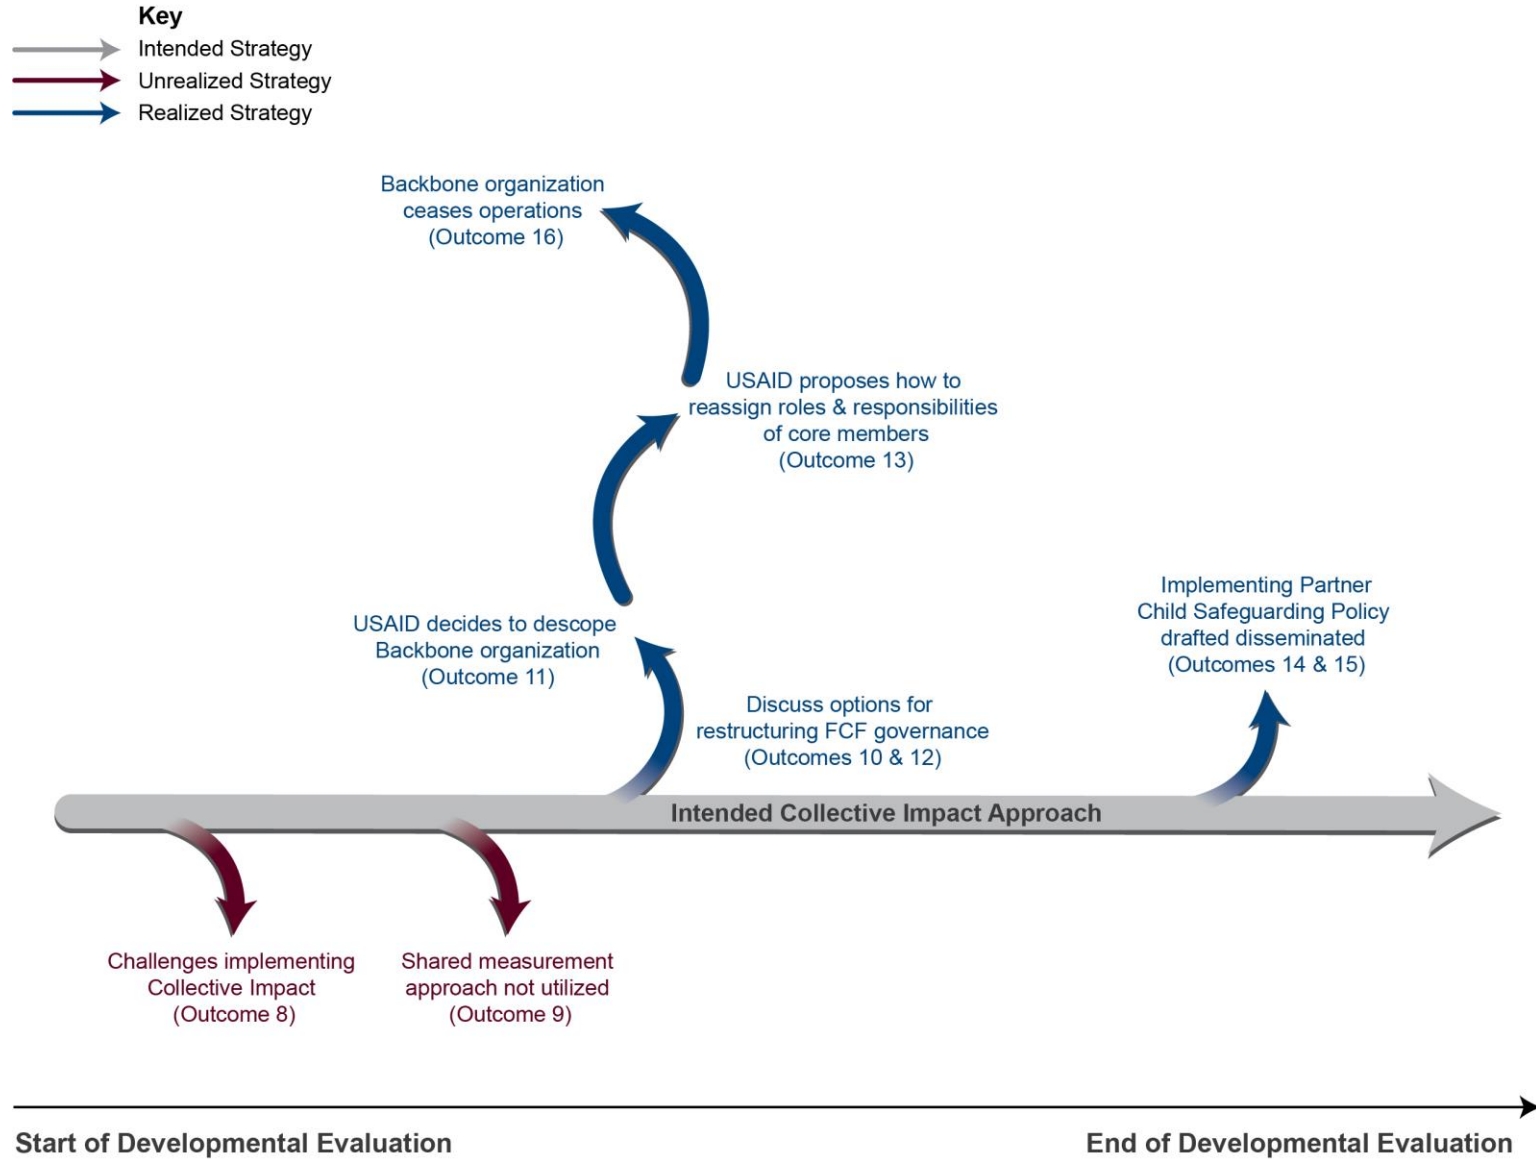 Key
Intended Strategy
Unrealized Strategy
Realized Strategy
Backbone organization
ceases operations
(Outcome 16)
USAID proposes how to
reassign roles & responsibilities
of core members
(Outcome 13)
USAID decides to descope
Backbone organization
(Outcome 11)
Discuss options for
restructuring FCF governance
(Outcomes 10 & 12)
Implementing Partner
Child Safeguarding Policy
drafted disseminated
(Outcomes 14 & 15)
Intended Collective Impact Approach
Challenges implementing
Collective Impact
(Outcome 8)
Shared measurement
approach not utilized
(Outcome 9)
Start of Developmental Evaluation
End of Developmental Evaluation